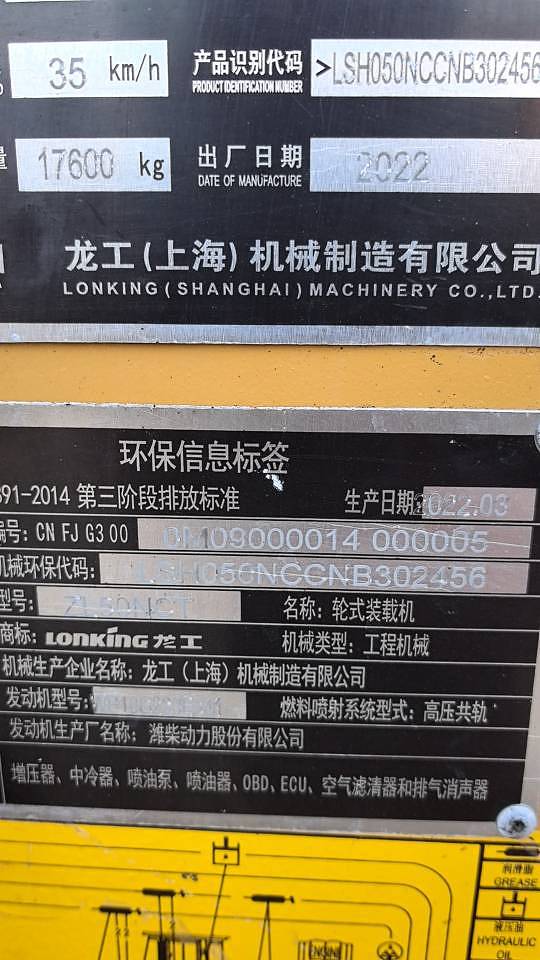 35 km/h 产品识别代码 >LSH050NCCNB302456
PRODUCT IDENTIFICATION NUMBER
17600 kg 出厂日期 2022
DATE OF MANUFACTURE
龙工(上海)机械制造有限公司
LONKING (SHANGHAI) MACHINERY CO.,LTD.
环保信息标签
891-2014 第三阶段排放标准 生产日期:2022.03
编号: CN FJ G3 00 0M09000014 000005
机械环保代码: LSH050NCCNB302456
型号: ZL50NCT 名称: 轮式装载机
商标: LONKING 龙工 机械类型: 工程机械
机械生产企业名称: 龙工(上海)机械制造有限公司
发动机型号: 燃料喷射系统型式: 高压共轨
发动机生产厂名称: 潍柴动力股份有限公司
增压器、中冷器、喷油泵、喷油器、OBD、ECU、空气滤清器和排气消声器
润滑脂
GREASE
液压油
HYDRAULIC
OIL
ENGINE